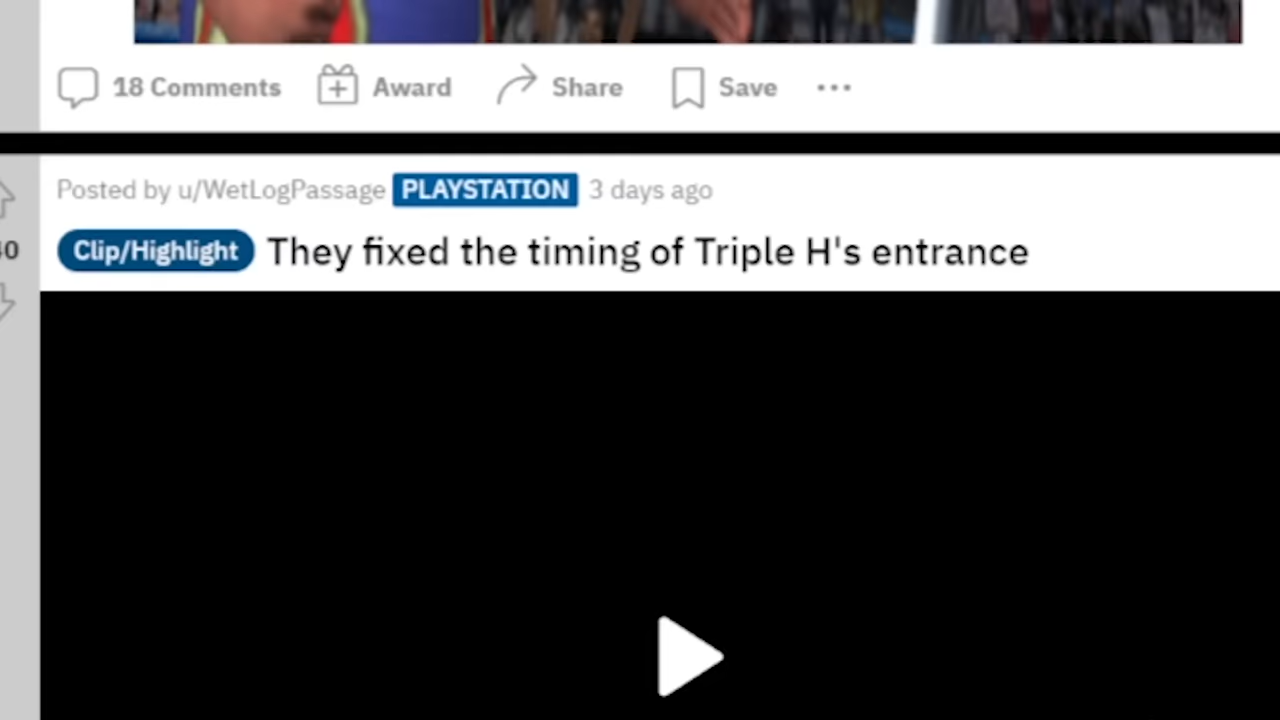 18 Comments Award Share Save
Posted by u/WetLogPassage PLAYSTATION 3 days ago
Clip/Highlight They fixed the timing of Triple H's entrance